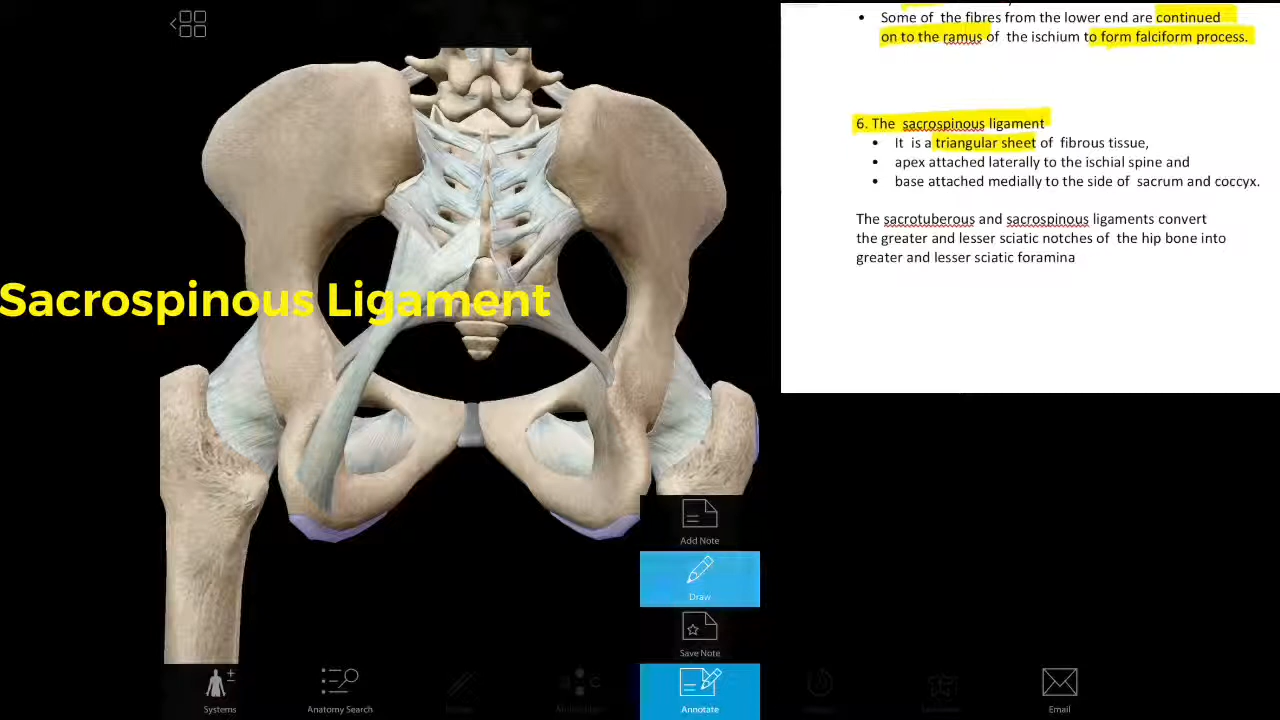 • Some of the fibres from the lower end are continued
on to the ramus of the ischium to form falciform process.
6. The sacrospinous ligament
• It is a triangular sheet of fibrous tissue,
• apex attached laterally to the ischial spine and
• base attached medially to the side of sacrum and coccyx.
The sacrotuberous and sacrospinous ligaments convert
the greater and lesser sciatic notches of the hip bone into
greater and lesser sciatic foramina
Sacrospinous Ligament
Add Note
Draw
Save Note
Systems
Anatomy Search
Annotate
Email